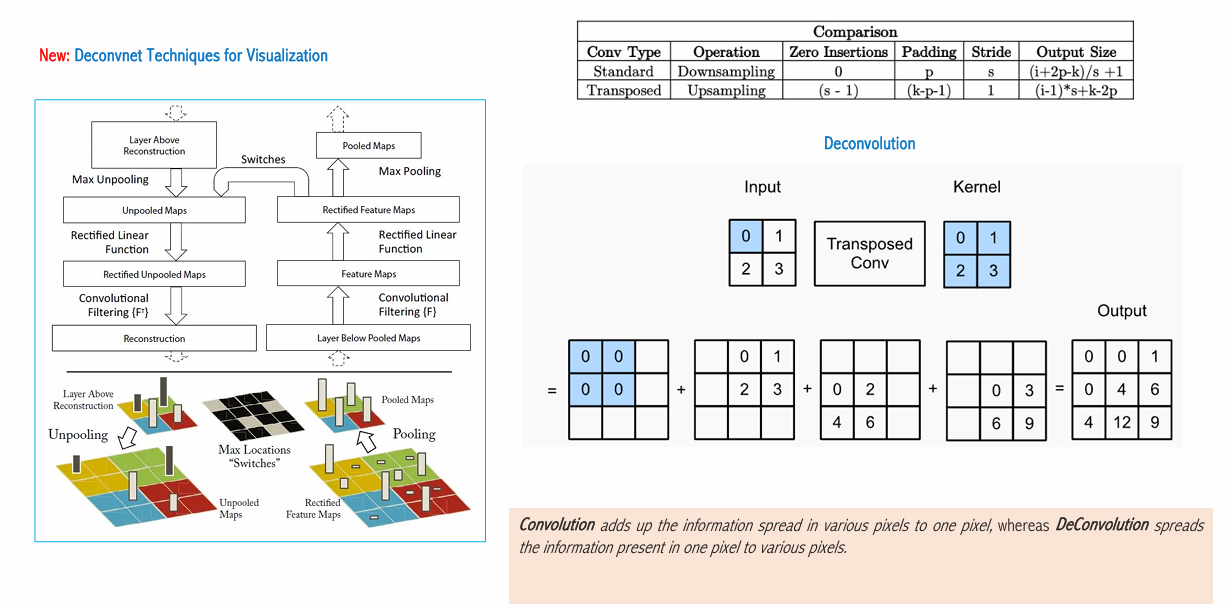 New: Deconvnet Techniques for Visualization
Layer Above
Reconstruction
Switches
Pooled Maps
Max Unpooling
Max Pooling
Unpooled Maps
Rectified Feature Maps
Rectified Linear
Function
Rectified Linear
Function
Rectified Unpooled Maps
Feature Maps
Convolutional
Filtering {Fᵀ}
Convolutional
Filtering {F}
Reconstruction
Layer Below Pooled Maps
Layer Above
Reconstruction
Pooled Maps
Unpooling
Max Locations
“Switches”
Pooling
Unpooled
Maps
Rectified
Feature Maps
Comparison
Conv Type Operation Zero Insertions Padding Stride Output Size
Standard Downsampling 0 p s (i+2p-k)/s +1
Transposed Upsampling (s - 1) (k-p-1) 1 (i-1)*s+k-2p
Deconvolution
Input Kernel
0 1
2 3
Transposed
Conv
0 1
2 3
Output
0 0 0 1 0 0 1
= 0 0 + 2 3 + 0 2 + 0 3 = 0 4 6
4 6 6 9 4 12 9
Convolution adds up the information spread in various pixels to one pixel, whereas DeConvolution spreads
the information present in one pixel to various pixels.